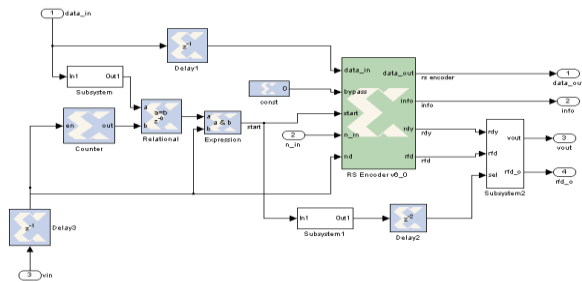 1
data_in
z-1
Delay1
In1
Out1
Subsystem
a
b
a=b
z-0
Relational
en
out
Counter
a
b
a & b
Expression
start
0
const
2
n_in
data_in
bypass
start
n_in
nd
data_out
info
rdy
rfd
RS Encoder v6_0
rs encoder
info
rdy
rfd
1
data_out
2
info
rdy
rfd
sel
vout
rfd_o
Subsystem2
3
vout
4
rfd_o
z-1
Delay3
3
vin
In1
Out1
Subsystem1
Delay2